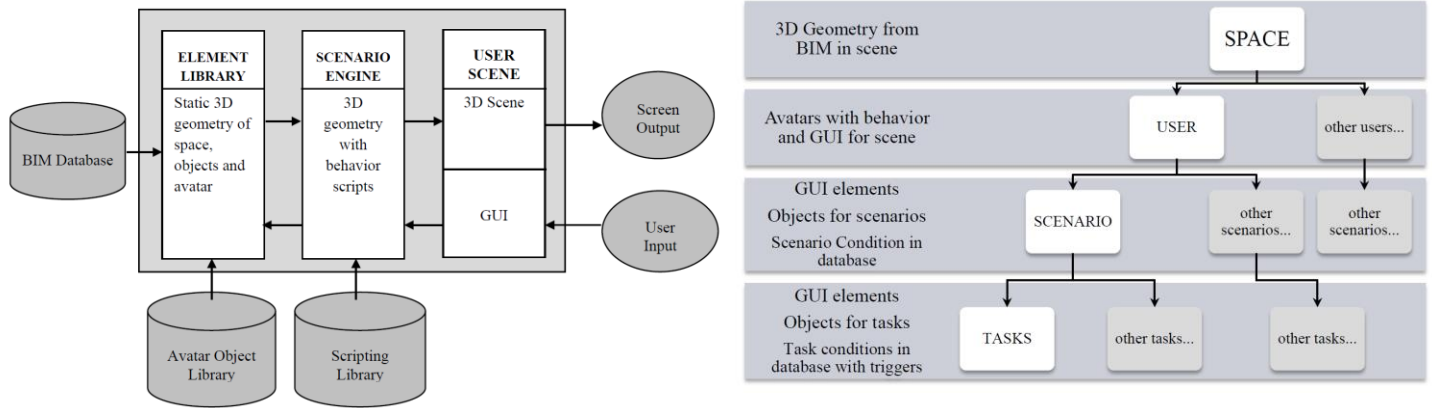 ELEMENT
LIBRARY
Static 3D
geometry of
space,
objects and
avatar
SCENARIO
ENGINE
3D
geometry
with
behavior
scripts
USER
SCENE
3D Scene
GUI
BIM Database
Screen
Output
User
Input
Avatar Object
Library
Scripting
Library
3D Geometry from
BIM in scene
SPACE
Avatars with behavior
and GUI for scene
USER
other users...
GUI elements
Objects for scenarios
Scenario Condition in
database
SCENARIO
other
scenarios...
other
scenarios...
GUI elements
Objects for tasks
Task conditions in
database with triggers
TASKS
other tasks...
other tasks...